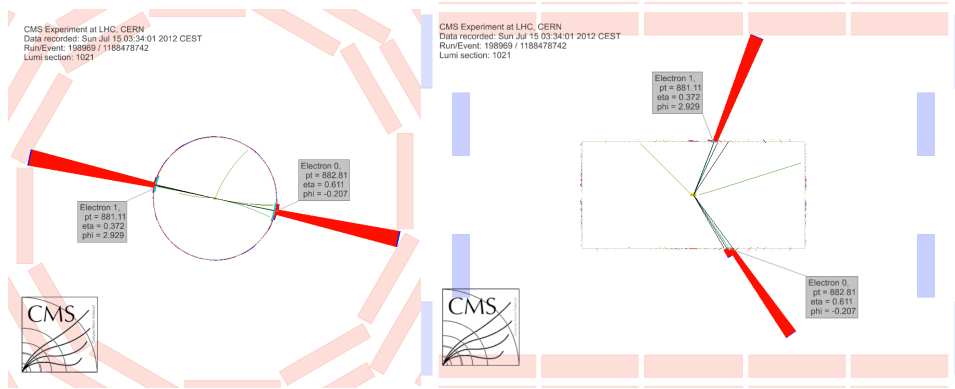 CMS Experiment at LHC, CERN
Data recorded: Sun Jul 15 03:34:01 2012 CEST
Run/Event: 198969 / 1188478742
Lumi section: 1021
Electron 0,
pt = 882.81
eta = 0.611
phi = -0.207
Electron 1,
pt = 881.11
eta = 0.372
phi = 2.929
CMS
CMS Experiment at LHC, CERN
Data recorded: Sun Jul 15 03:34:01 2012 CEST
Run/Event: 198969 / 1188478742
Lumi section: 1021
Electron 1,
pt = 881.11
eta = 0.372
phi = 2.929
Electron 0,
pt = 882.81
eta = 0.611
phi = -0.207
CMS